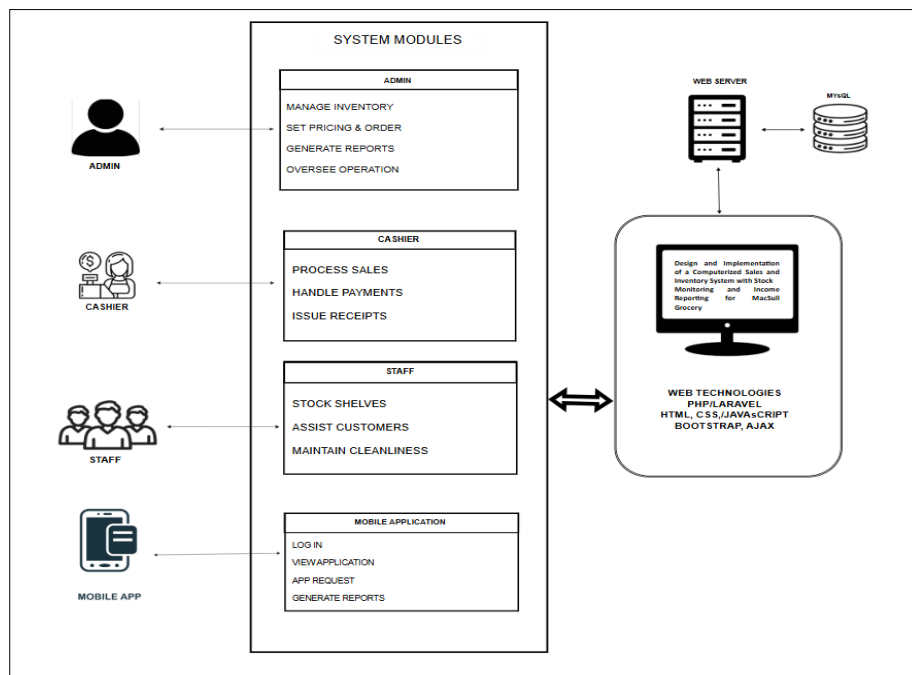 SYSTEM MODULES
ADMIN
MANAGE INVENTORY
SET PRICING & ORDER
GENERATE REPORTS
OVERSEE OPERATION
ADMIN
CASHIER
PROCESS SALES
HANDLE PAYMENTS
ISSUE RECEIPTS
CASHIER
STAFF
STOCK SHELVES
ASSIST CUSTOMERS
MAINTAIN CLEANLINESS
STAFF
MOBILE APPLICATION
LOG IN
VIEW APPLICATION
APP REQUEST
GENERATE REPORTS
MOBILE APP
WEB SERVER
MYsQL
Design and Implementation
of a Computerized Sales and
Inventory System with Stock
Monitoring and Income
Reporting for MacSull
Grocery
WEB TECHNOLOGIES
PHP/LARAVEL
HTML, CSS,/JAVAsCRIPT
BOOTSTRAP, AJAX